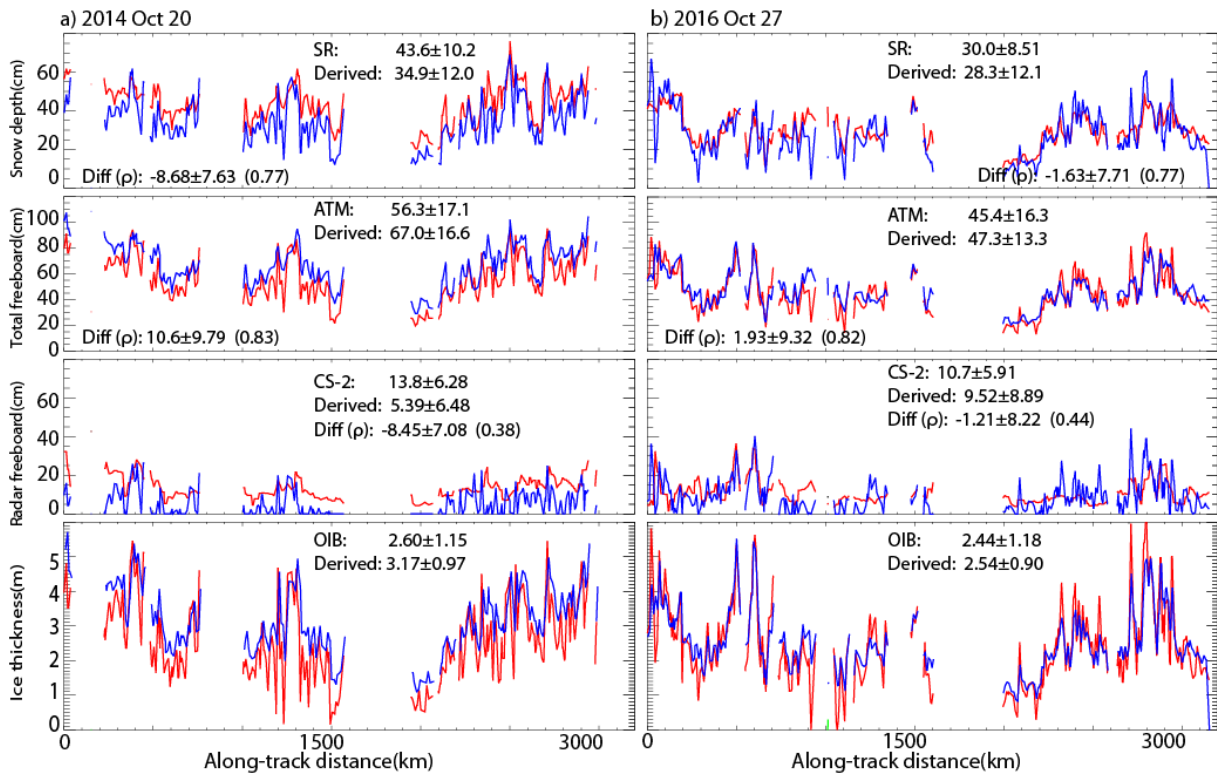 a) 2014 Oct 20
b) 2016 Oct 27
Snow depth(cm)
60
40
20
0
SR: 43.6±10.2
Derived: 34.9±12.0
Diff (ρ): -8.68±7.63 (0.77)
SR: 30.0±8.51
Derived: 28.3±12.1
Diff (ρ): -1.63±7.71 (0.77)
Total freeboard(cm)
100
80
60
40
20
0
ATM: 56.3±17.1
Derived: 67.0±16.6
Diff (ρ): 10.6±9.79 (0.83)
ATM: 45.4±16.3
Derived: 47.3±13.3
Diff (ρ): 1.93±9.32 (0.82)
Radar freeboard(cm)
60
40
20
0
CS-2: 13.8±6.28
Derived: 5.39±6.48
Diff (ρ): -8.45±7.08 (0.38)
CS-2: 10.7±5.91
Derived: 9.52±8.89
Diff (ρ): -1.21±8.22 (0.44)
Ice thickness(m)
5
4
3
2
1
0
OIB: 2.60±1.15
Derived: 3.17±0.97
OIB: 2.44±1.18
Derived: 2.54±0.90
0 1500 3000
Along-track distance(km)
0 1500 3000
Along-track distance(km)